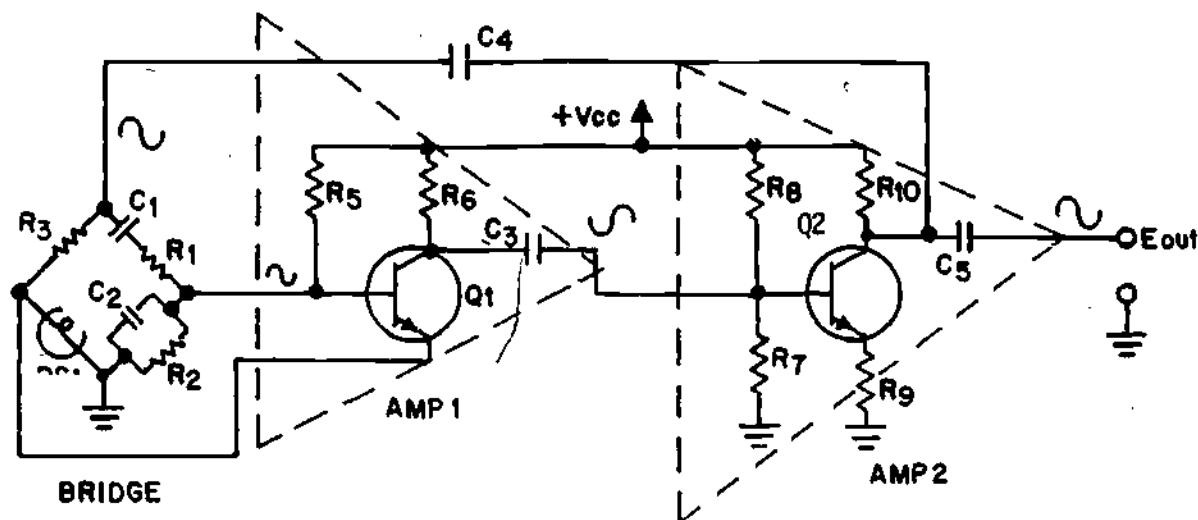 C4
+Vcc
R3
C1
R1
C2
R2
R5
R6
C3
Q1
R8
R10
Q2
R7
R9
C5
Eout
AMP 1
AMP 2
BRIDGE